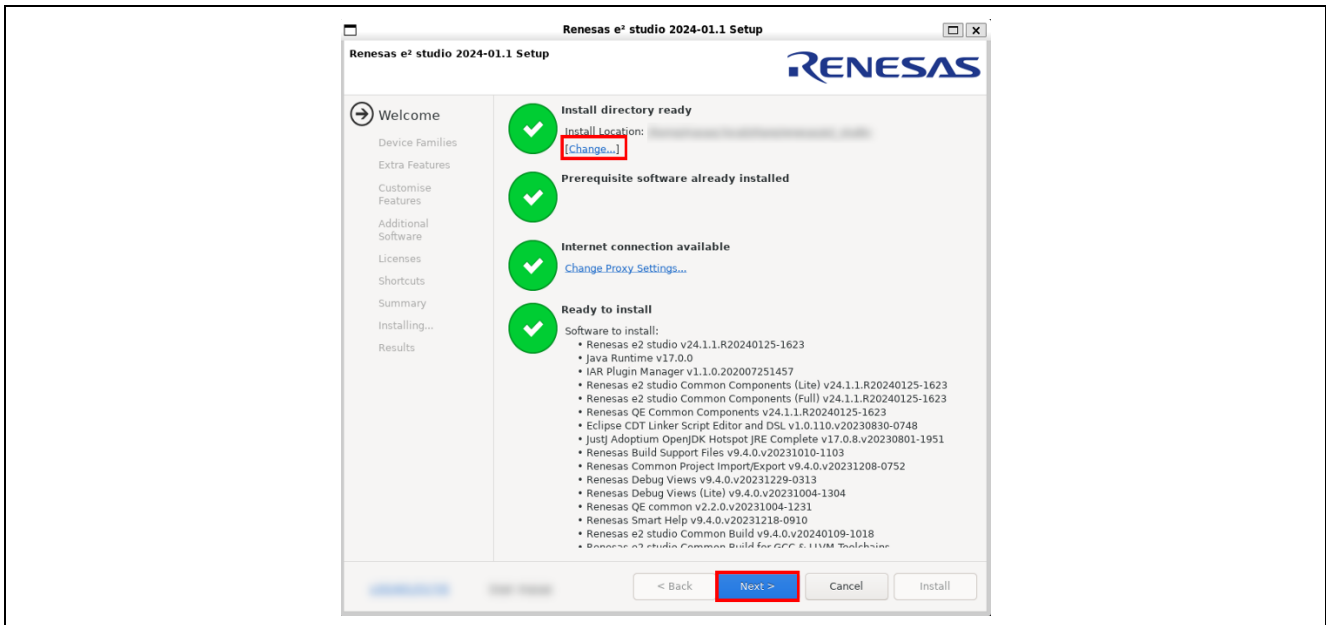 Renesas e² studio 2024-01.1 Setup
Renesas e² studio 2024-01.1 Setup
RENESAS
Welcome
Device Families
Extra Features
Customise
Features
Additional
Software
Licenses
Shortcuts
Summary
Installing...
Results
Install directory ready
Install Location:
[Change...]
Prerequisite software already installed
Internet connection available
Change Proxy Settings...
Ready to install
Software to install:
• Renesas e2 studio v24.1.1.R20240125-1623
• Java Runtime v17.0.0
• IAR Plugin Manager v1.1.0.202007251457
• Renesas e2 studio Common Components (Lite) v24.1.1.R20240125-1623
• Renesas e2 studio Common Components (Full) v24.1.1.R20240125-1623
• Renesas QE Common Components v24.1.1.R20240125-1623
• Eclipse CDT Linker Script Editor and DSL v1.0.110.v20230830-0748
• JustJ Adoptium OpenJDK Hotspot JRE Complete v17.0.8.v20230801-1951
• Renesas Build Support Files v9.4.0.v20231010-1103
• Renesas Common Project Import/Export v9.4.0.v20231208-0752
• Renesas Debug Views v9.4.0.v20231229-0313
• Renesas Debug Views (Lite) v9.4.0.v20231004-1304
• Renesas QE common v2.2.0.v20231004-1231
• Renesas Smart Help v9.4.0.v20231218-0910
• Renesas e2 studio Common Build v9.4.0.v20240109-1018
• Renesas e2 studio Common Build for GCC & LLVM Toolchains
< Back
Next >
Cancel
Install